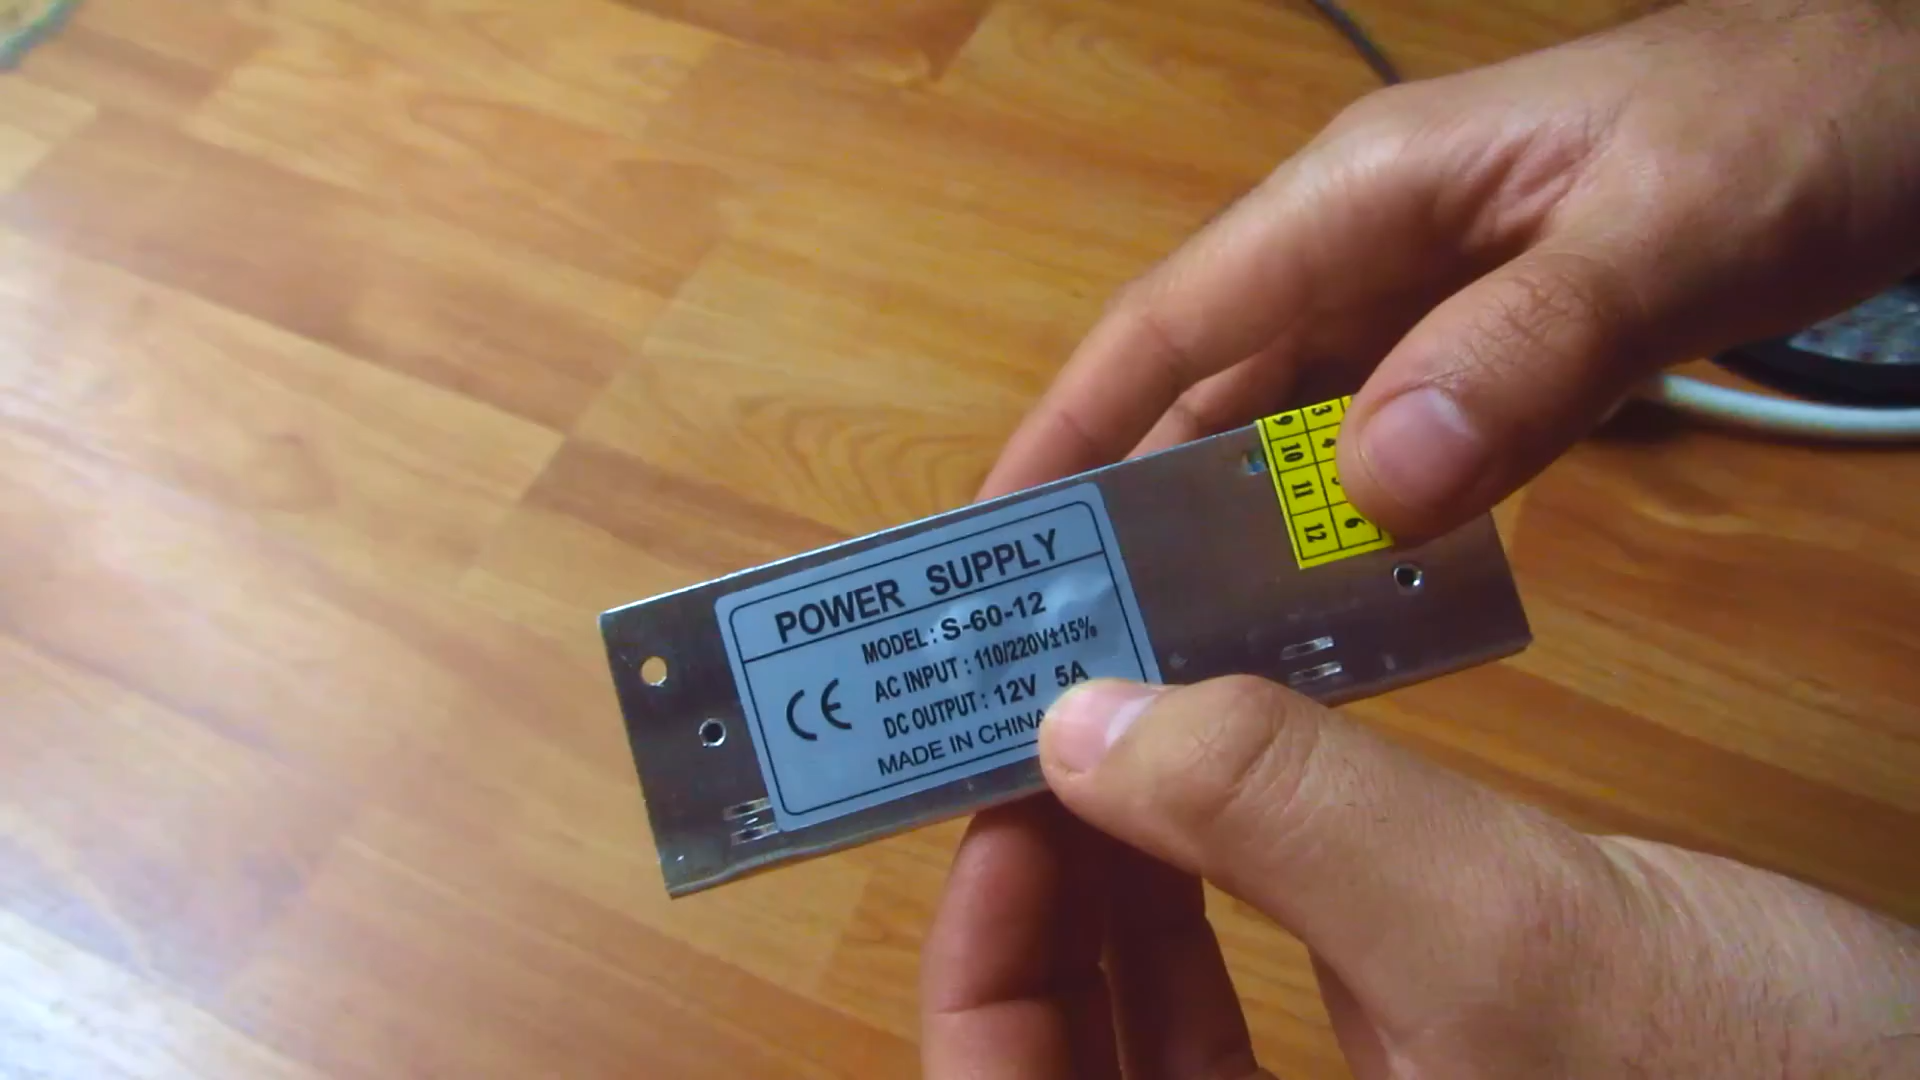 POWER SUPPLY
MODEL: S-60-12
AC INPUT : 110/220V±15%
DC OUTPUT : 12V 5A
MADE IN CHINA
CE
3 4 5 6
9 10 11 12